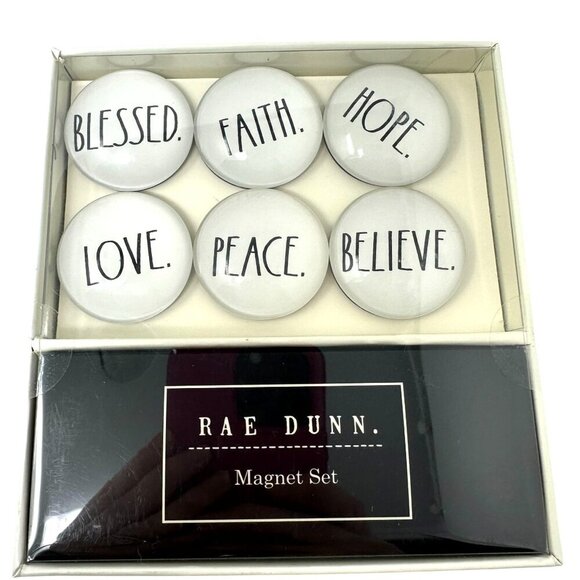 BLESSED. FAITH. HOPE.
LOVE. PEACE. BELIEVE.
RAE DUNN.
Magnet Set